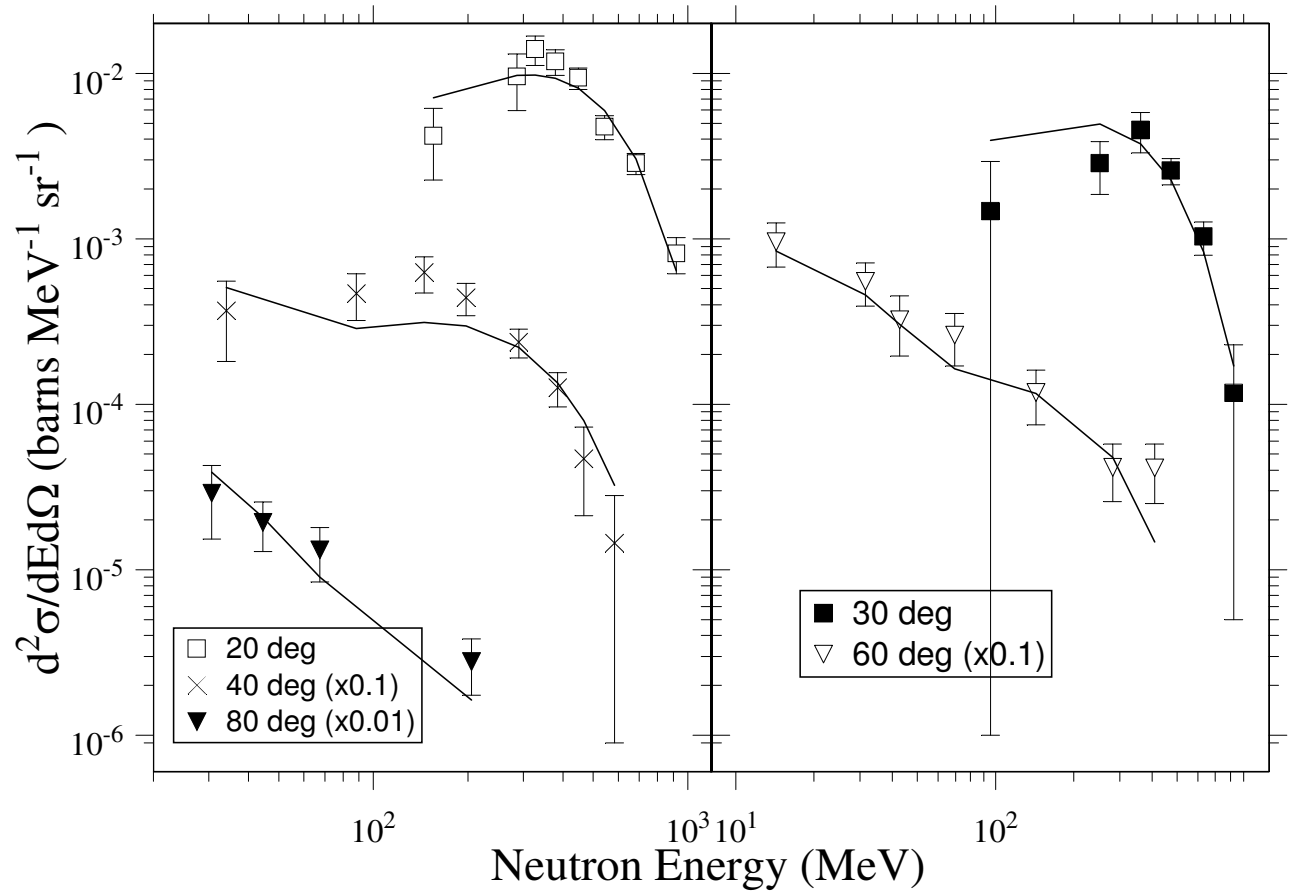 d²σ/dEdΩ (barns MeV⁻¹ sr⁻¹)
10⁻²
10⁻³
10⁻⁴
10⁻⁵
10⁻⁶
20 deg
40 deg (x0.1)
80 deg (x0.01)
30 deg
60 deg (x0.1)
10² 10³ 10¹ 10²
Neutron Energy (MeV)